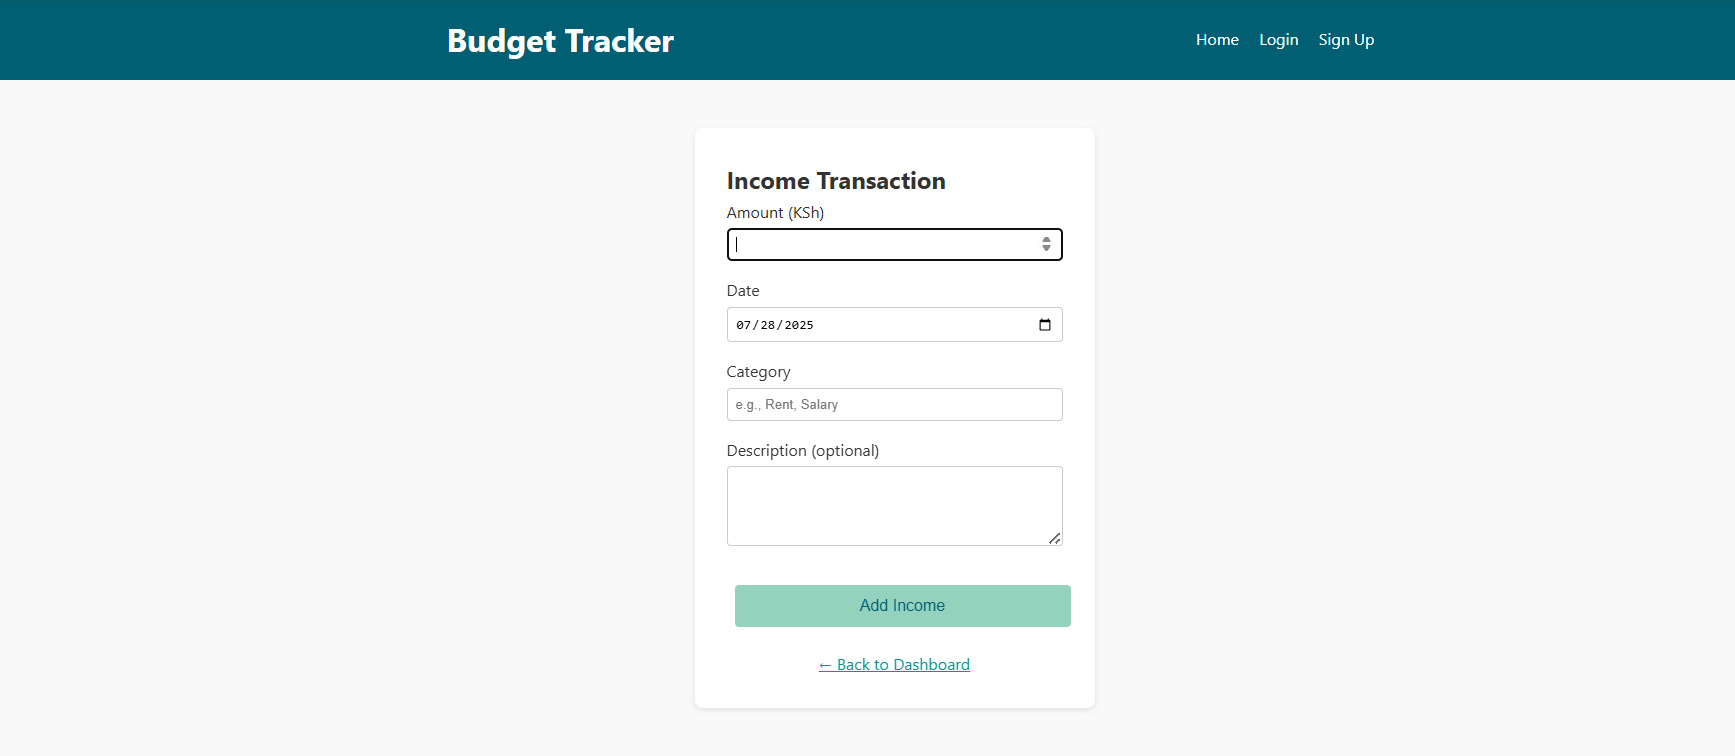 Budget Tracker
Home Login Sign Up
Income Transaction
Amount (KSh)
Date
07/28/2025
Category
e.g., Rent, Salary
Description (optional)
Add Income
← Back to Dashboard